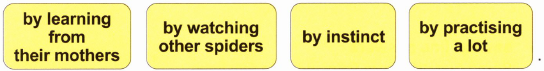 by learning
from
their mothers
by watching
other spiders
by instinct
by practising
a lot
.